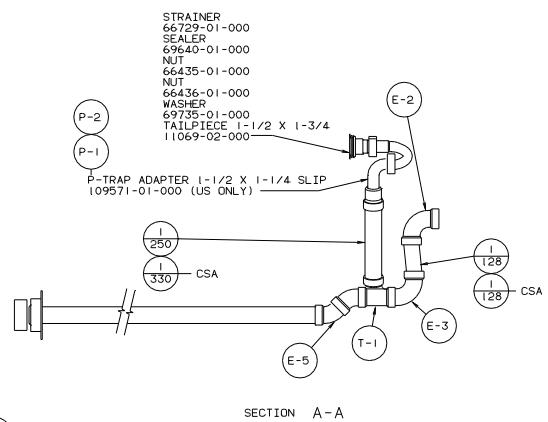 STRAINER
66729-01-000
SEALER
69640-01-000
NUT
66435-01-000
NUT
66436-01-000
WASHER
69735-01-000
TAILPIECE 1-1/2 X 1-3/4
11069-02-000
E-2
P-2
P-1
P-TRAP ADAPTER 1-1/2 X 1-1/4 SLIP
109571-01-000 (US ONLY)
1
250
1
330
CSA
1
128
1
128
CSA
E-5
T-1
E-3
SECTION A-A